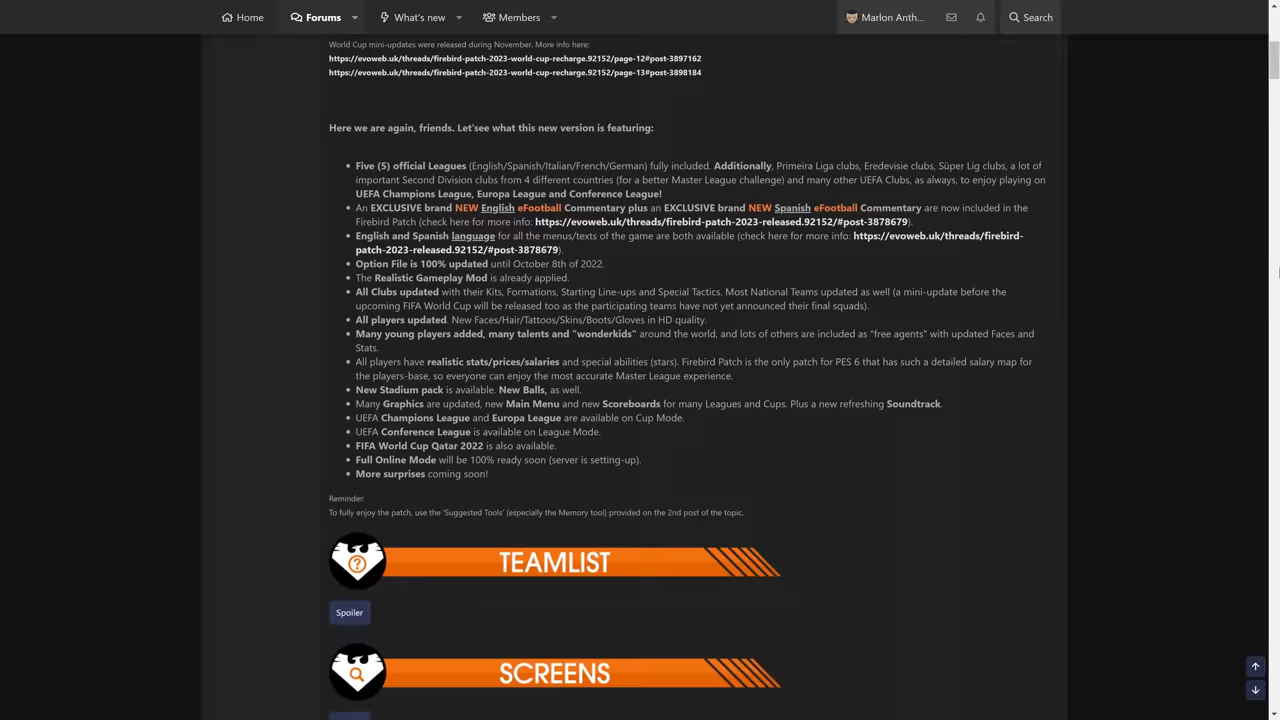 Home
Forums
What's new
Members
Marlon Anth...
Search
World Cup mini-updates were released during November. More info here:
https://evoweb.uk/threads/firebird-patch-2023-world-cup-recharge.92152/page-12#post-3897162
https://evoweb.uk/threads/firebird-patch-2023-world-cup-recharge.92152/page-13#post-3898184
Here we are again, friends. Let'see what this new version is featuring:
Five (5) official Leagues (English/Spanish/Italian/French/German) fully included. Additionally, Primeira Liga clubs, Eredevisie clubs, Süper Lig clubs, a lot of
important Second Division clubs from 4 different countries (for a better Master League challenge) and many other UEFA Clubs, as always, to enjoy playing on
UEFA Champions League, Europa League and Conference League!
An EXCLUSIVE brand NEW English eFootball Commentary plus an EXCLUSIVE brand NEW Spanish eFootball Commentary are now included in the
Firebird Patch (check here for more info: https://evoweb.uk/threads/firebird-patch-2023-released.92152/#post-3878679).
English and Spanish language for all the menus/texts of the game are both available (check here for more info: https://evoweb.uk/threads/firebird-
patch-2023-released.92152/#post-3878679).
Option File is 100% updated until October 8th of 2022.
The Realistic Gameplay Mod is already applied.
All Clubs updated with their Kits, Formations, Starting Line-ups and Special Tactics. Most National Teams updated as well (a mini-update before the
upcoming FIFA World Cup will be released too as the participating teams have not yet announced their final squads).
All players updated. New Faces/Hair/Tattoos/Skins/Boots/Gloves in HD quality.
Many young players added, many talents and "wonderkids" around the world, and lots of others are included as "free agents" with updated Faces and
Stats.
All players have realistic stats/prices/salaries and special abilities (stars). Firebird Patch is the only patch for PES 6 that has such a detailed salary map for
the players-base, so everyone can enjoy the most accurate Master League experience.
New Stadium pack is available. New Balls, as well.
Many Graphics are updated, new Main Menu and new Scoreboards for many Leagues and Cups. Plus a new refreshing Soundtrack.
UEFA Champions League and Europa League are available on Cup Mode.
UEFA Conference League is available on League Mode.
FIFA World Cup Qatar 2022 is also available.
Full Online Mode will be 100% ready soon (server is setting-up).
More surprises coming soon!
Reminder:
To fully enjoy the patch, use the 'Suggested Tools' (especially the Memory tool) provided on the 2nd post of the topic.
TEAMLIST
Spoiler
SCREENS